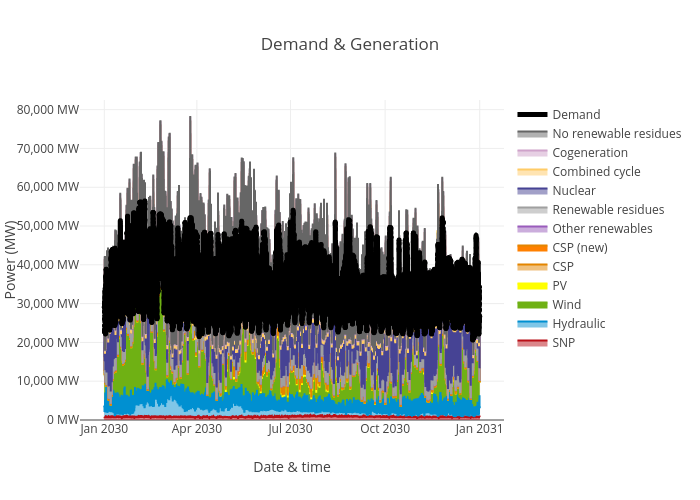 Demand & Generation
80,000 MW
70,000 MW
60,000 MW
50,000 MW
40,000 MW
30,000 MW
20,000 MW
10,000 MW
0 MW
Power (MW)
Jan 2030
Apr 2030
Jul 2030
Oct 2030
Jan 2031
Date & time
Demand
No renewable residues
Cogeneration
Combined cycle
Nuclear
Renewable residues
Other renewables
CSP (new)
CSP
PV
Wind
Hydraulic
SNP